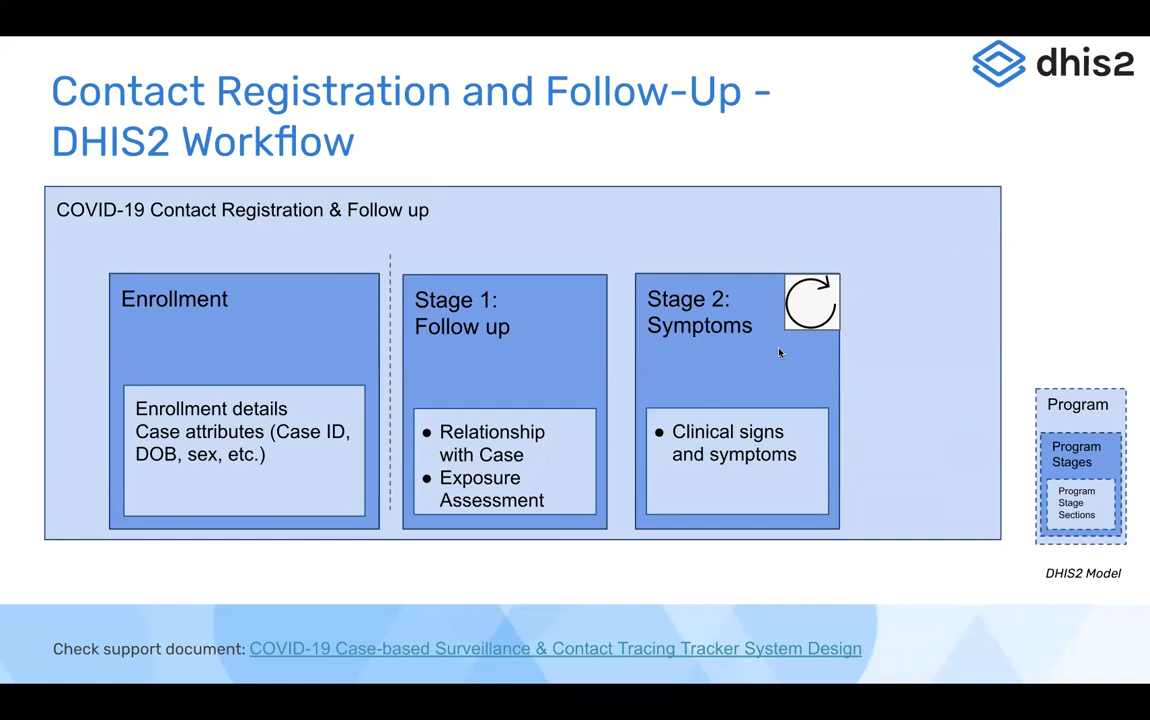 dhis2
Contact Registration and Follow-Up -
DHIS2 Workflow
COVID-19 Contact Registration & Follow up
Enrollment
Enrollment details
Case attributes (Case ID,
DOB, sex, etc.)
Stage 1:
Follow up
● Relationship
with Case
● Exposure
Assessment
Stage 2:
Symptoms
● Clinical signs
and symptoms
Program
Program
Stages
Program
Stage
Sections
DHIS2 Model
Check support document: COVID-19 Case-based Surveillance & Contact Tracing Tracker System Design